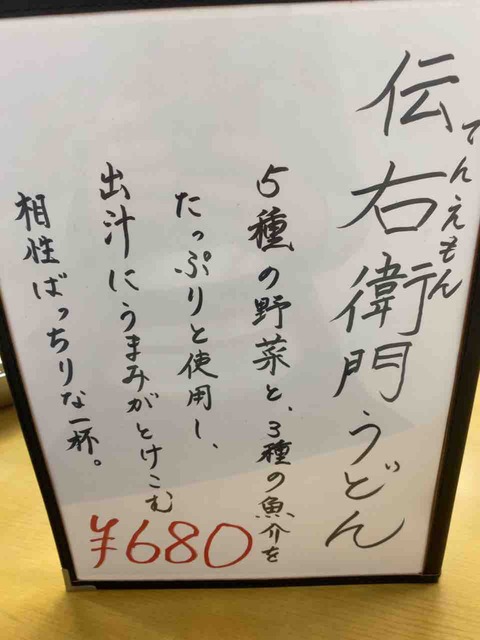 伝右衛門うどん
でんえもん
5種の野菜と、3種の魚介を
たっぷりと使用し、
出汁にうまみがとけこむ
相性ばっちりな一杯。
¥680